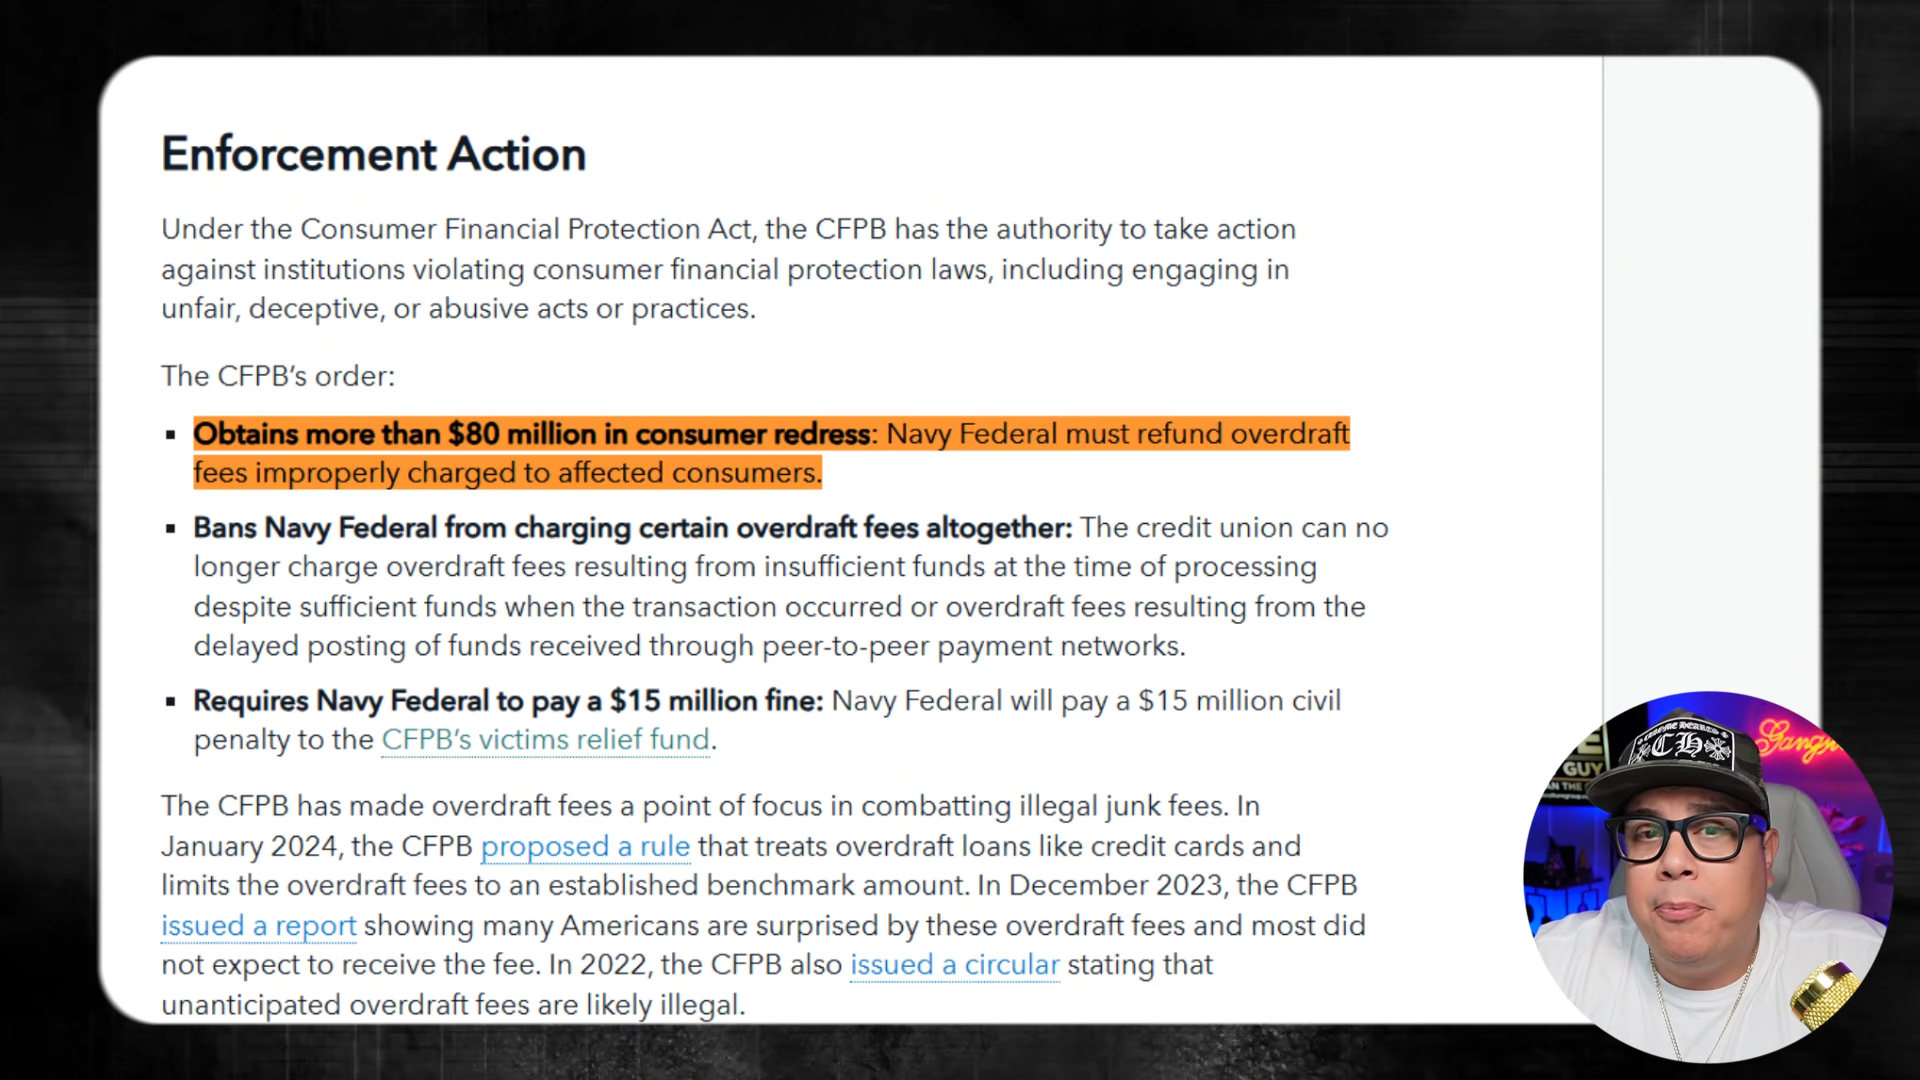 Enforcement Action
Under the Consumer Financial Protection Act, the CFPB has the authority to take action
against institutions violating consumer financial protection laws, including engaging in
unfair, deceptive, or abusive acts or practices.
The CFPB’s order:
▪ Obtains more than $80 million in consumer redress: Navy Federal must refund overdraft
fees improperly charged to affected consumers.
▪ Bans Navy Federal from charging certain overdraft fees altogether: The credit union can no
longer charge overdraft fees resulting from insufficient funds at the time of processing
despite sufficient funds when the transaction occurred or overdraft fees resulting from the
delayed posting of funds received through peer-to-peer payment networks.
▪ Requires Navy Federal to pay a $15 million fine: Navy Federal will pay a $15 million civil
penalty to the CFPB’s victims relief fund.
The CFPB has made overdraft fees a point of focus in combatting illegal junk fees. In
January 2024, the CFPB proposed a rule that treats overdraft loans like credit cards and
limits the overdraft fees to an established benchmark amount. In December 2023, the CFPB
issued a report showing many Americans are surprised by these overdraft fees and most did
not expect to receive the fee. In 2022, the CFPB also issued a circular stating that
unanticipated overdraft fees are likely illegal.
CHROME HEARTS
CH
GUY